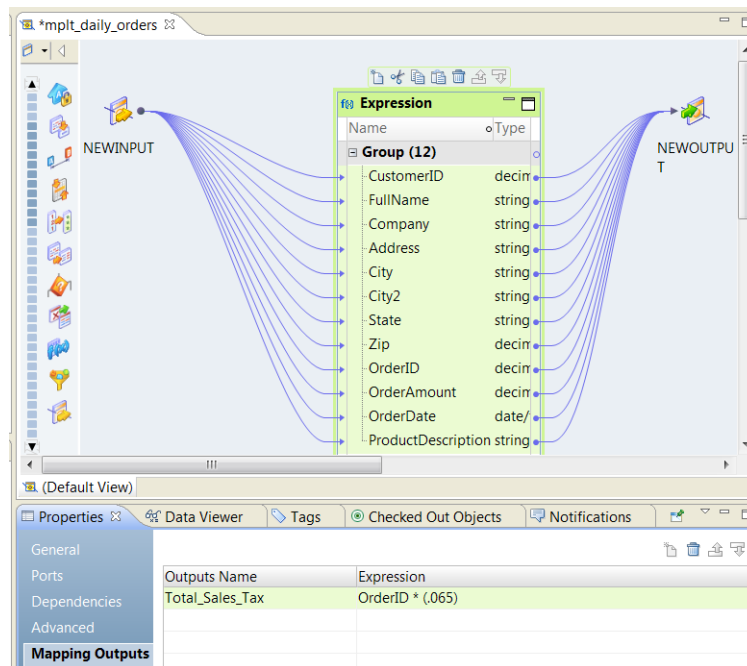 *mplt_daily_orders
Expression
Name Type
NEWINPUT
NEWOUTPU
T
Group (12)
CustomerID decim
FullName string
Company string
Address string
City string
City2 string
State string
Zip decim
OrderID decim
OrderAmount decim
OrderDate date/
ProductDescription string
(Default View)
Properties Data Viewer Tags Checked Out Objects Notifications
General
Ports
Dependencies
Advanced
Mapping Outputs
Outputs Name Expression
Total_Sales_Tax OrderID * (.065)